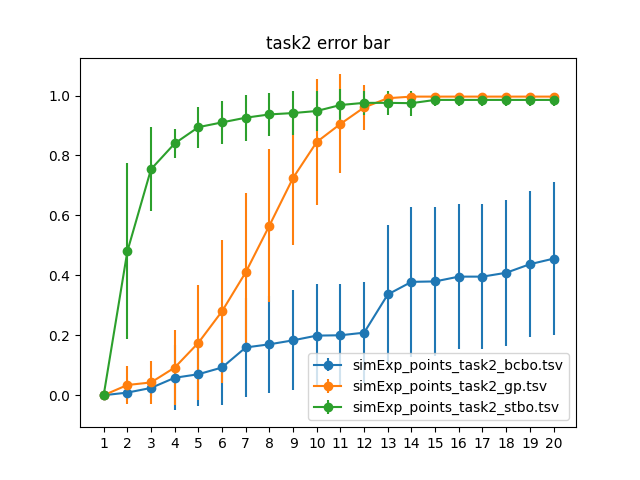 task2 error bar
1.0
0.8
0.6
0.4
0.2
0.0
simExp_points_task2_bcbo.tsv
simExp_points_task2_gp.tsv
simExp_points_task2_stbo.tsv
1 2 3 4 5 6 7 8 9 10 11 12 13 14 15 16 17 18 19 20